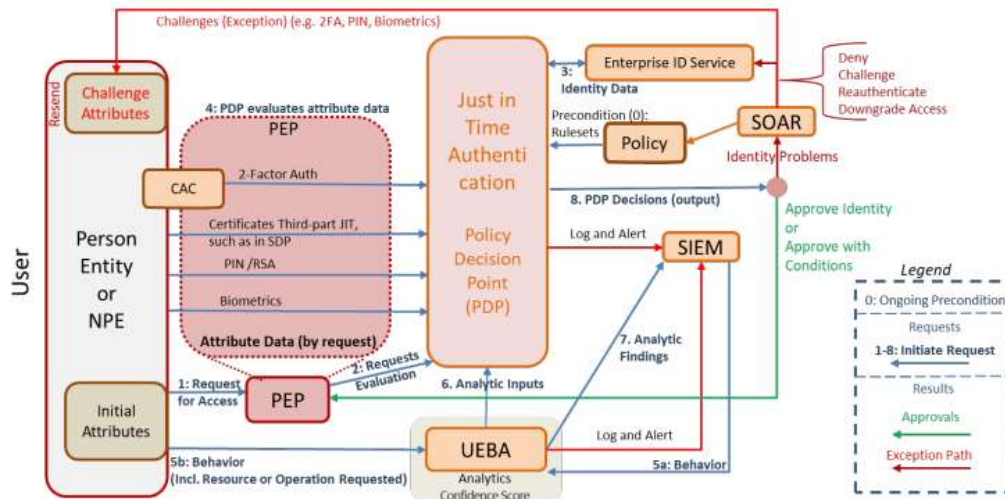 Challenges (Exception) (e.g. 2FA, PIN, Biometrics)
Resend
Challenge
Attributes
4: PDP evaluates attribute data
PEP
CAC
2-Factor Auth
Certificates Third-part JIT,
such as in SDP
PIN /RSA
Biometrics
Attribute Data (by request)
User
Person
Entity
or
NPE
Initial
Attributes
1: Request
for Access
PEP
2: Requests
Evaluation
5b: Behavior
(Incl. Resource or Operation Requested)
Just in
Time
Authenti
cation
Policy
Decision
Point
(PDP)
3:
Identity Data
Enterprise ID Service
Precondition (0):
Rulesets
Policy
SOAR
Deny
Challenge
Reauthenticate
Downgrade Access
Identity Problems
8. PDP Decisions (output)
Approve Identity
or
Approve with
Conditions
Log and Alert
SIEM
7. Analytic
Findings
6. Analytic Inputs
UEBA
Analytics
Confidence Score
Log and Alert
5a: Behavior
Legend
0: Ongoing Precondition
Requests
1-8: Initiate Request
Results
Approvals
Exception Path